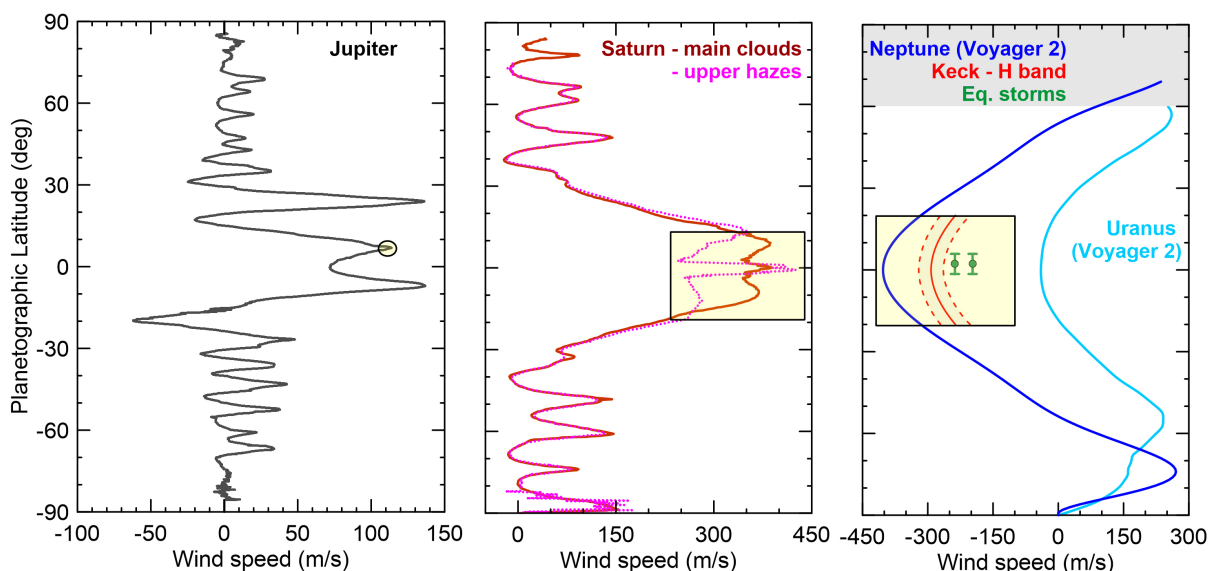 Planetographic Latitude (deg)
90
60
30
0
-30
-60
-90
Jupiter
-100
-50
0
50
100
150
Wind speed (m/s)
Saturn - main clouds
- upper hazes
0
150
300
450
Wind speed (m/s)
Neptune (Voyager 2)
Keck - H band
Eq. storms
Uranus
(Voyager 2)
-450
-300
-150
0
150
300
Wind speed (m/s)